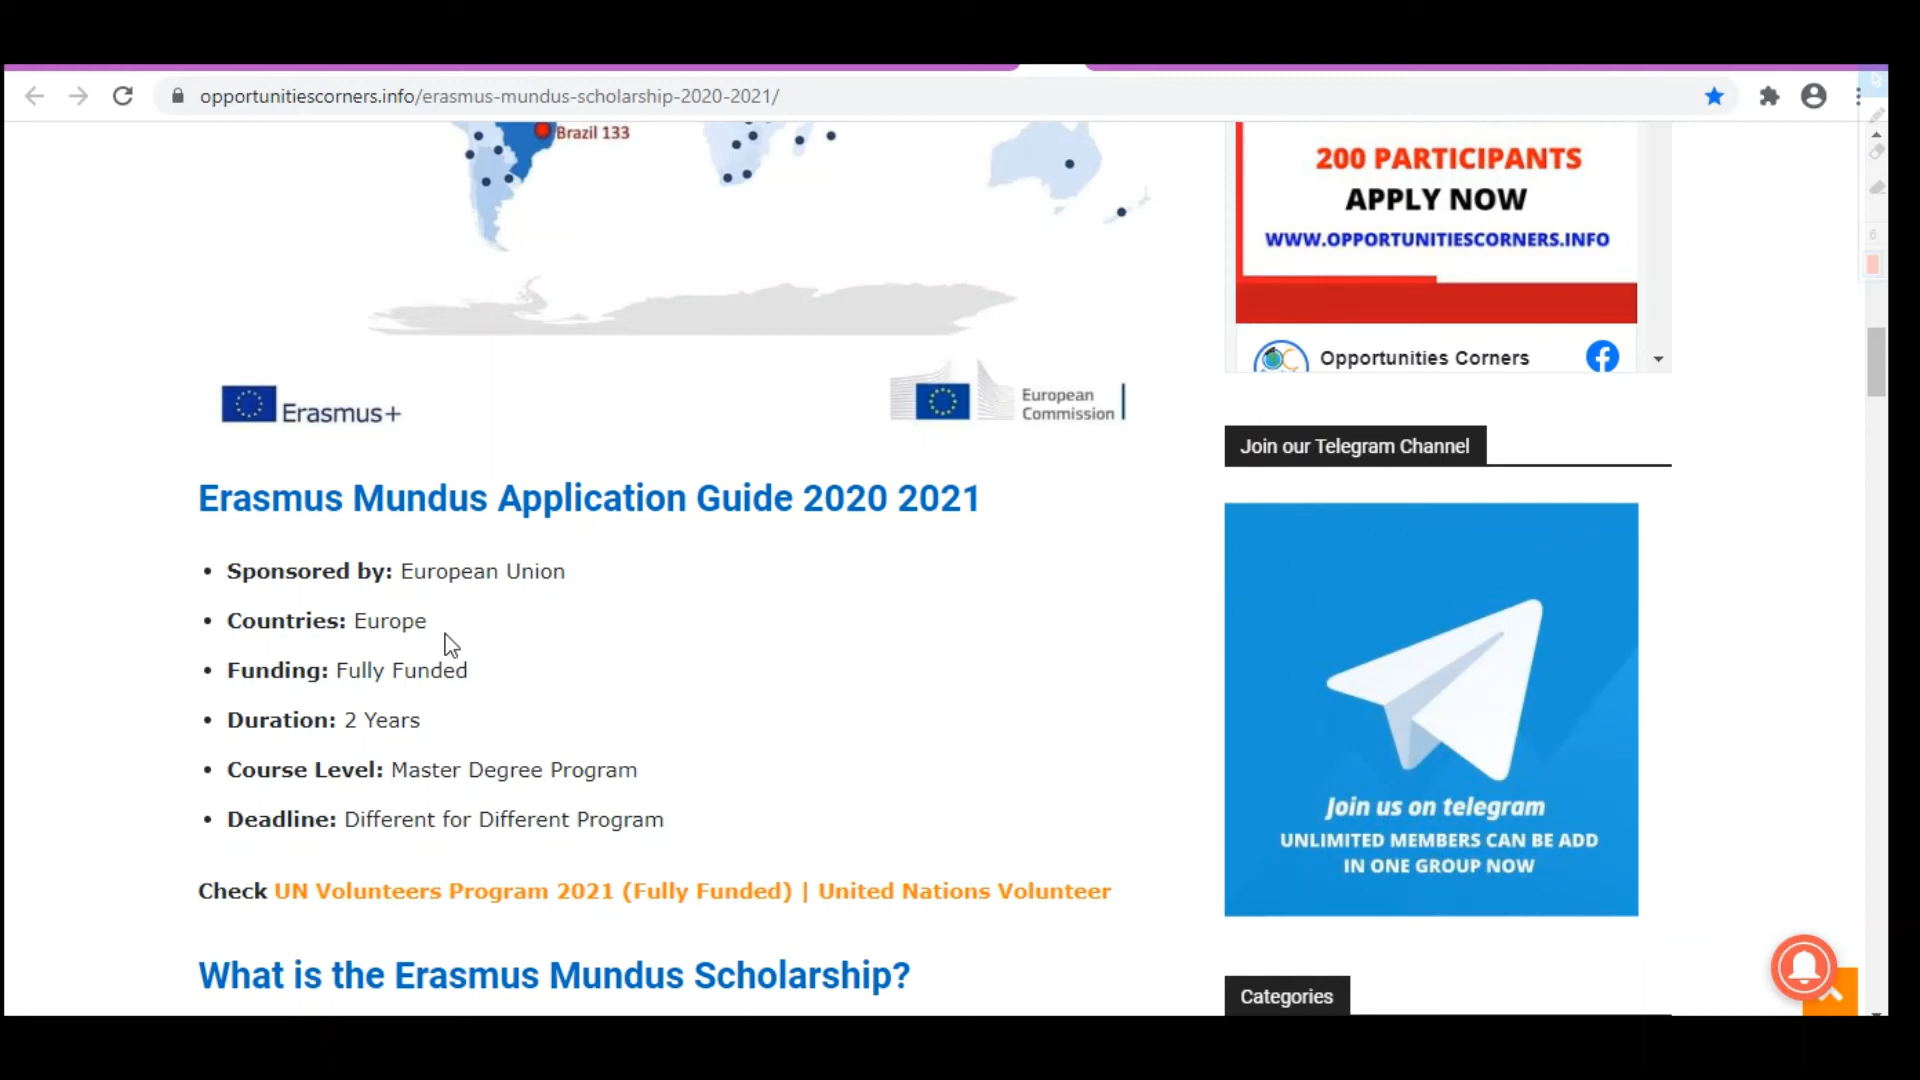 opportunitiescorners.info/erasmus-mundus-scholarship-2020-2021/
Brazil 133
Erasmus+
European
Commission
Erasmus Mundus Application Guide 2020 2021
• Sponsored by: European Union
• Countries: Europe
• Funding: Fully Funded
• Duration: 2 Years
• Course Level: Master Degree Program
• Deadline: Different for Different Program
Check UN Volunteers Program 2021 (Fully Funded) | United Nations Volunteer
What is the Erasmus Mundus Scholarship?
200 PARTICIPANTS
APPLY NOW
WWW.OPPORTUNITIESCORNERS.INFO
Opportunities Corners
Join our Telegram Channel
Join us on telegram
UNLIMITED MEMBERS CAN BE ADD
IN ONE GROUP NOW
Categories
6